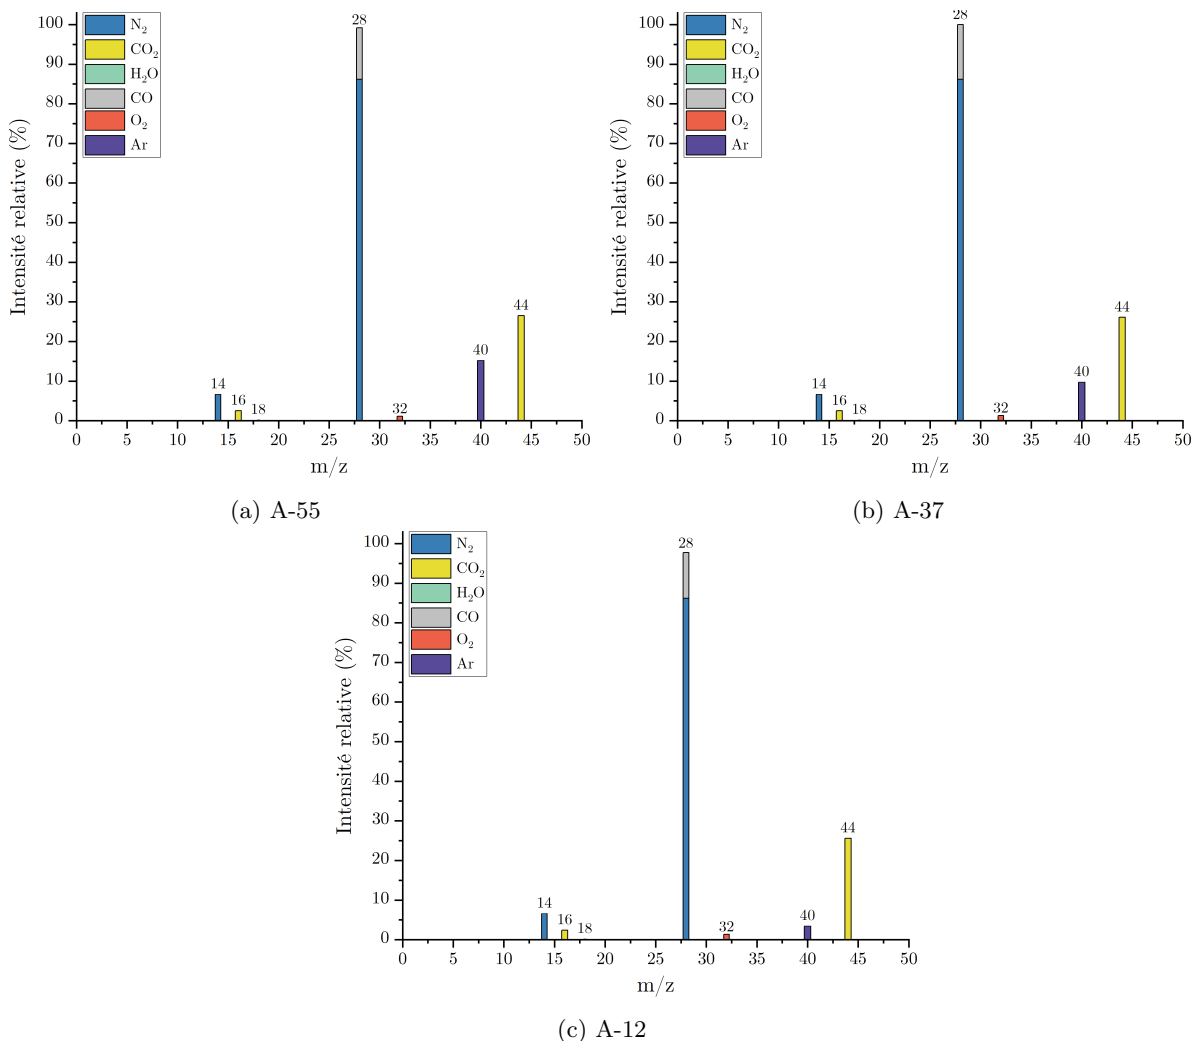 100
90
80
70
60
50
40
30
20
10
0
Intensité relative (%)
N₂
CO₂
H₂O
CO
O₂
Ar
14
16
18
28
32
40
44
0 5 10 15 20 25 30 35 40 45 50
m/z
(a) A-55
100
90
80
70
60
50
40
30
20
10
0
Intensité relative (%)
N₂
CO₂
H₂O
CO
O₂
Ar
14
16
18
28
32
40
44
0 5 10 15 20 25 30 35 40 45 50
m/z
(b) A-37
100
90
80
70
60
50
40
30
20
10
0
Intensité relative (%)
N₂
CO₂
H₂O
CO
O₂
Ar
14
16
18
28
32
40
44
0 5 10 15 20 25 30 35 40 45 50
m/z
(c) A-12